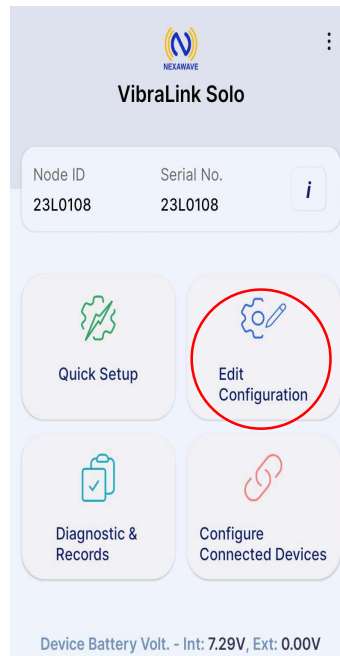 NEXAWAVE
VibraLink Solo
Node ID Serial No.
23L0108 23L0108 i
Quick Setup
Edit
Configuration
Diagnostic &
Records
Configure
Connected Devices
Device Battery Volt. - Int: 7.29V, Ext: 0.00V